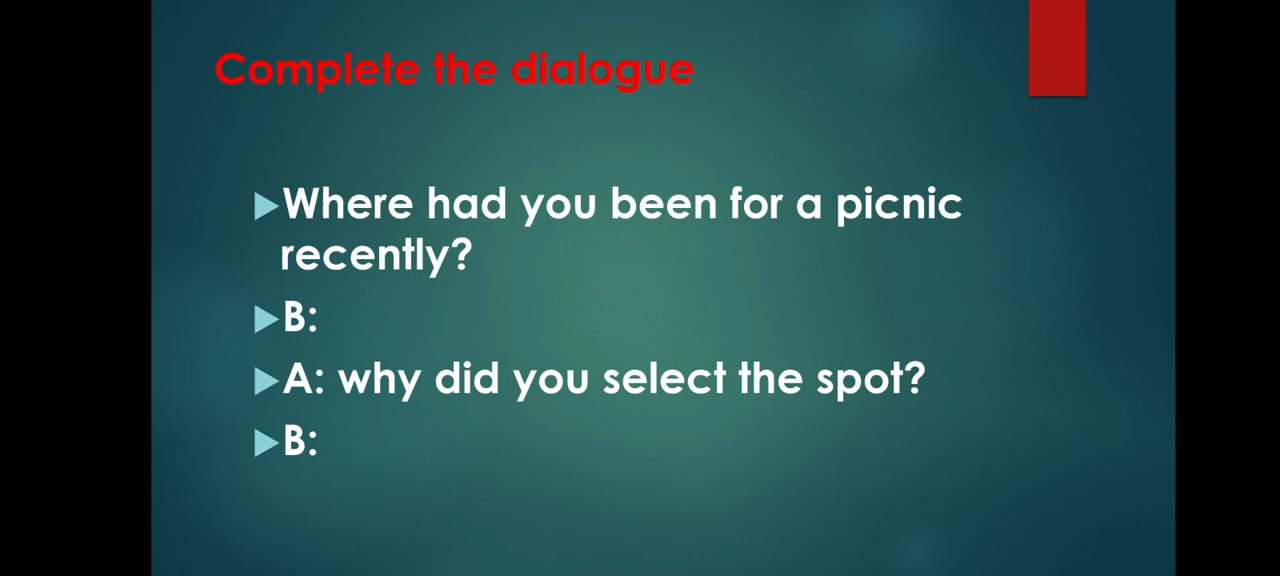 Complete the dialogue
Where had you been for a picnic
recently?
B:
A: why did you select the spot?
B: